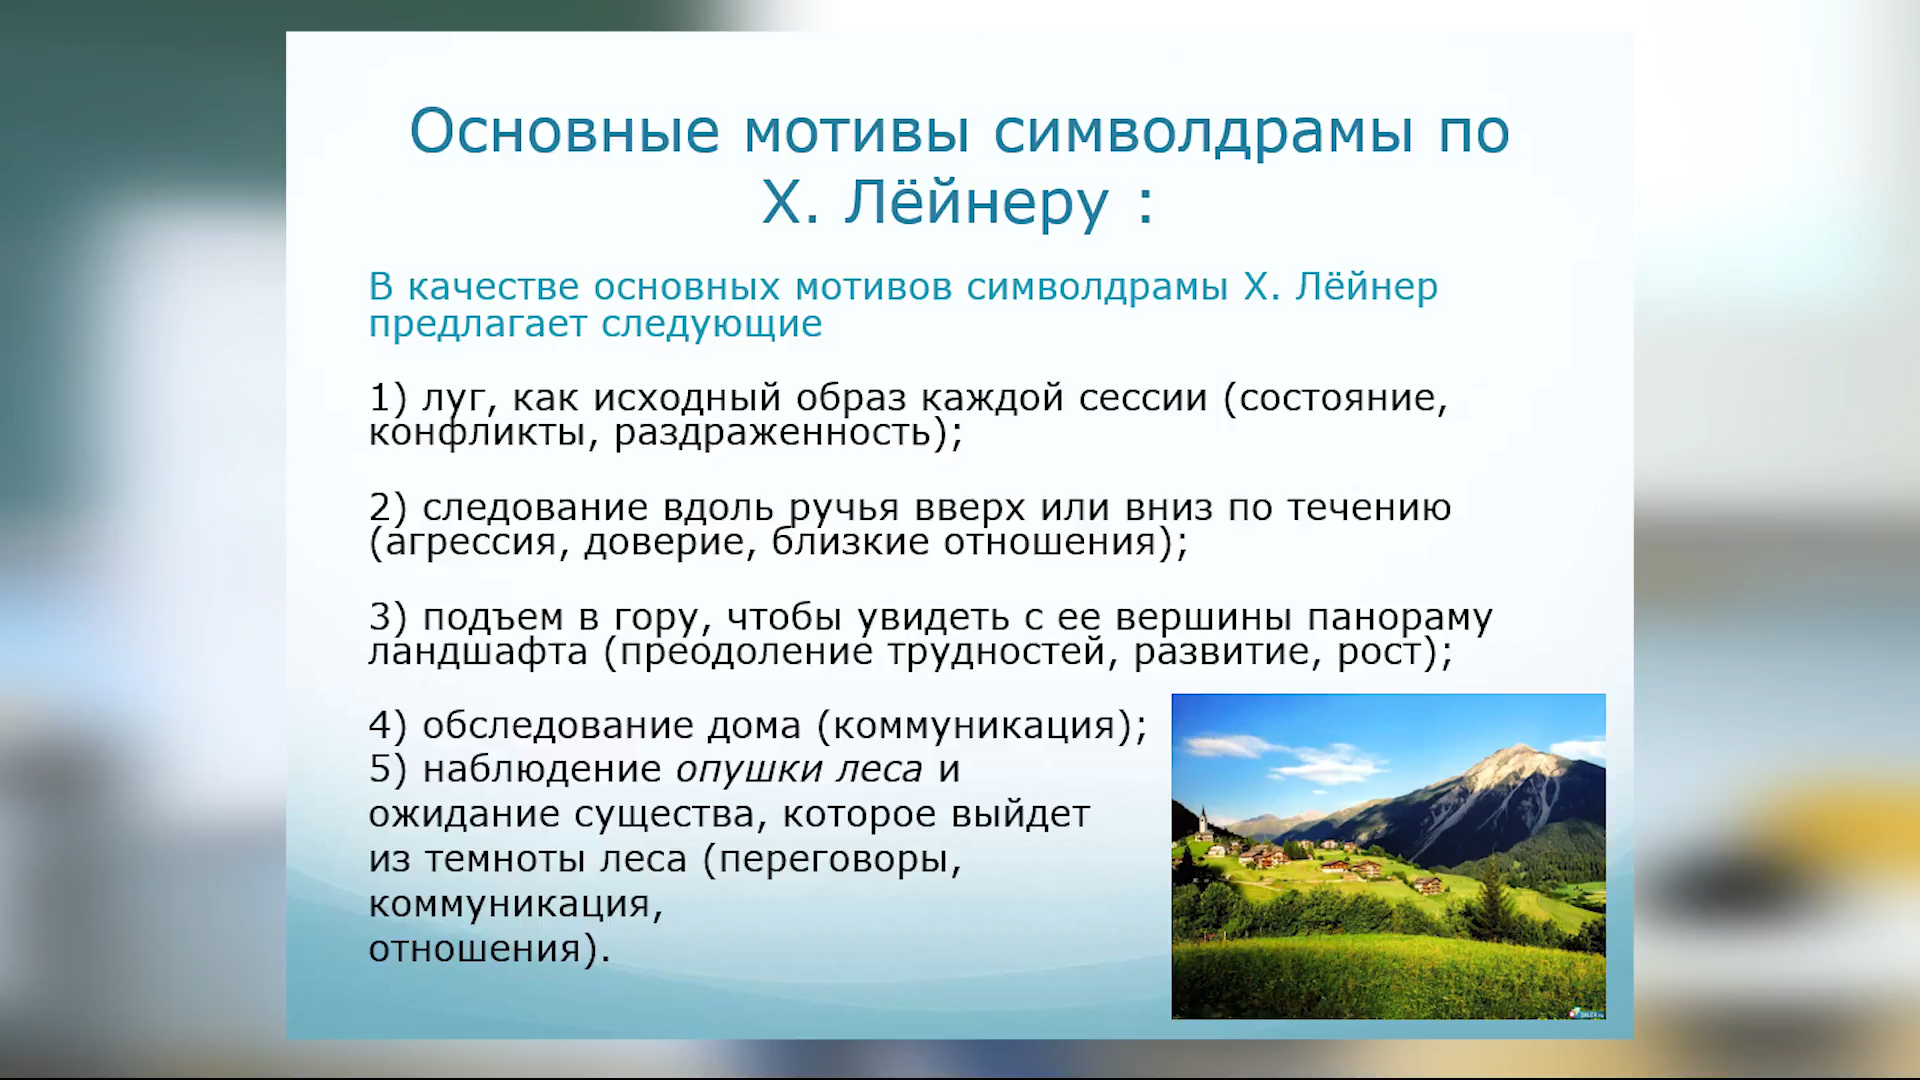 Основные мотивы символдрамы по
Х. Лёйнеру :
В качестве основных мотивов символдрамы Х. Лёйнер
предлагает следующие
1) луг, как исходный образ каждой сессии (состояние,
конфликты, раздраженность);
2) следование вдоль ручья вверх или вниз по течению
(агрессия, доверие, близкие отношения);
3) подъем в гору, чтобы увидеть с ее вершины панораму
ландшафта (преодоление трудностей, развитие, рост);
4) обследование дома (коммуникация);
5) наблюдение опушки леса и
ожидание существа, которое выйдет
из темноты леса (переговоры,
коммуникация,
отношения).